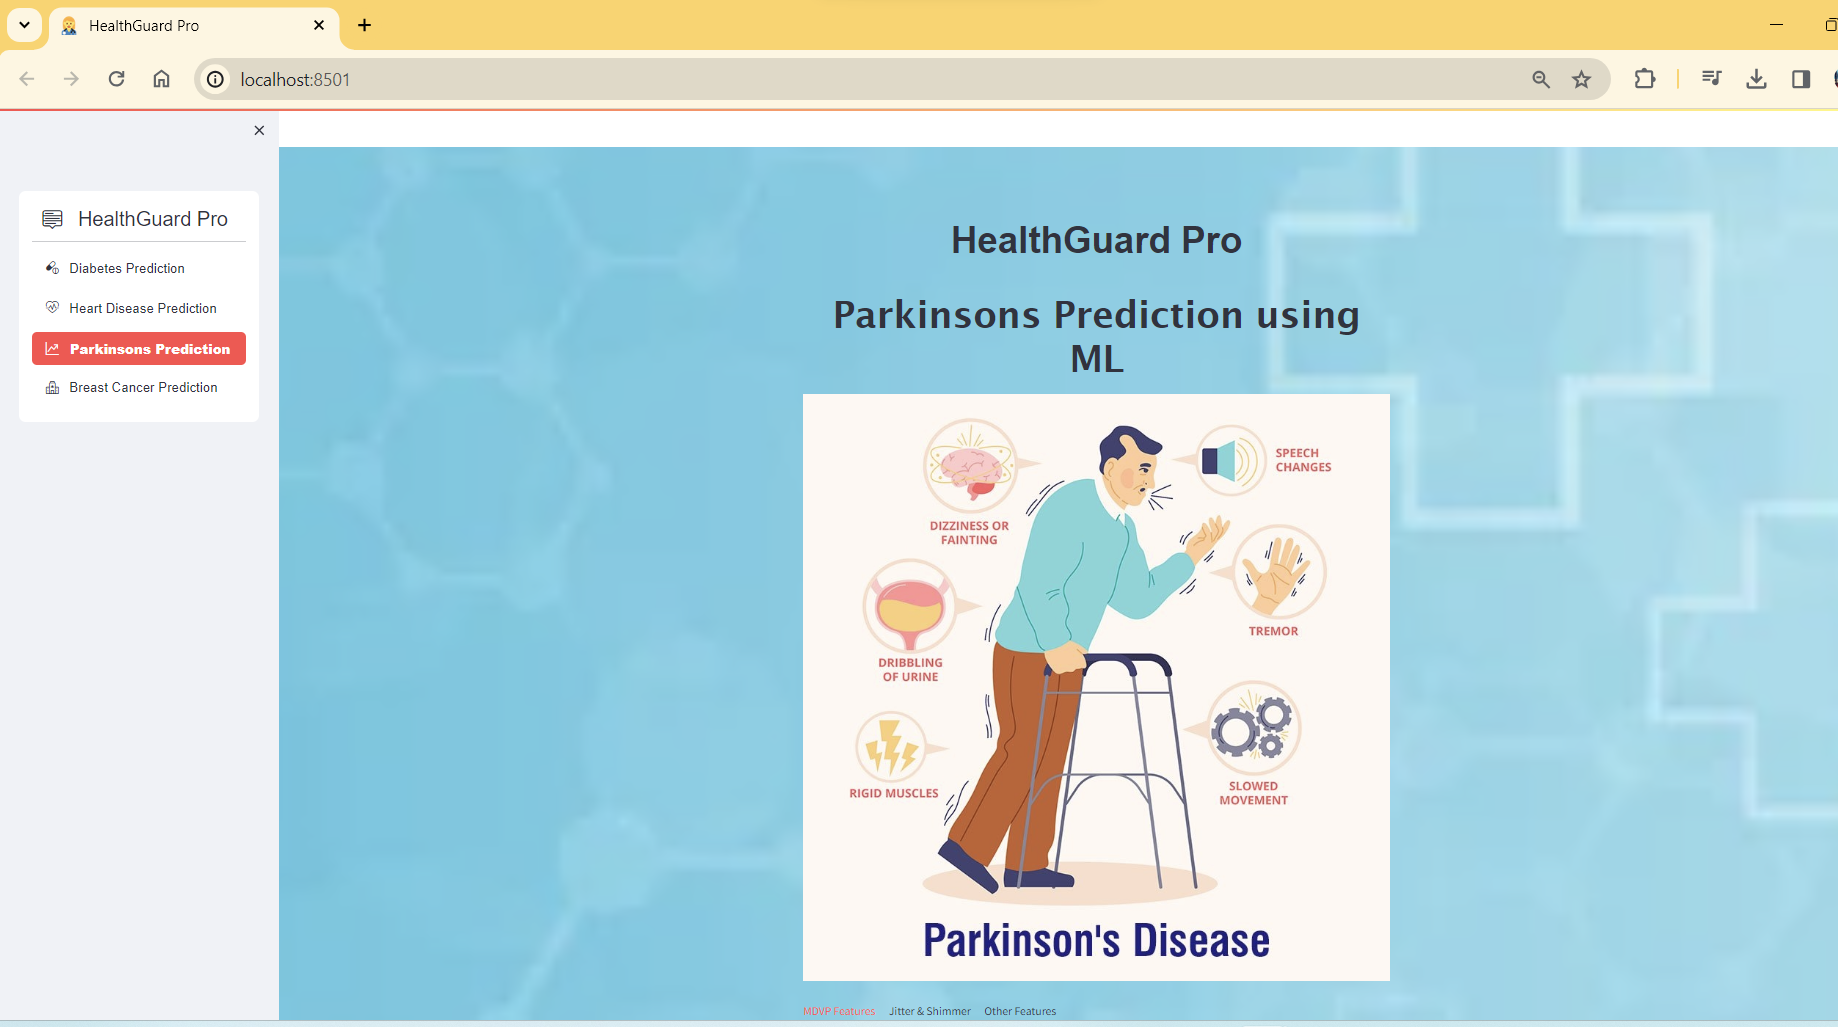 HealthGuard Pro
localhost:8501
HealthGuard Pro
Diabetes Prediction
Heart Disease Prediction
Parkinsons Prediction
Breast Cancer Prediction
HealthGuard Pro
Parkinsons Prediction using
ML
DIZZINESS OR
FAINTING
SPEECH
CHANGES
TREMOR
DRIBBLING
OF URINE
RIGID MUSCLES
SLOWED
MOVEMENT
Parkinson's Disease
MDVP Features Jitter & Shimmer Other Features